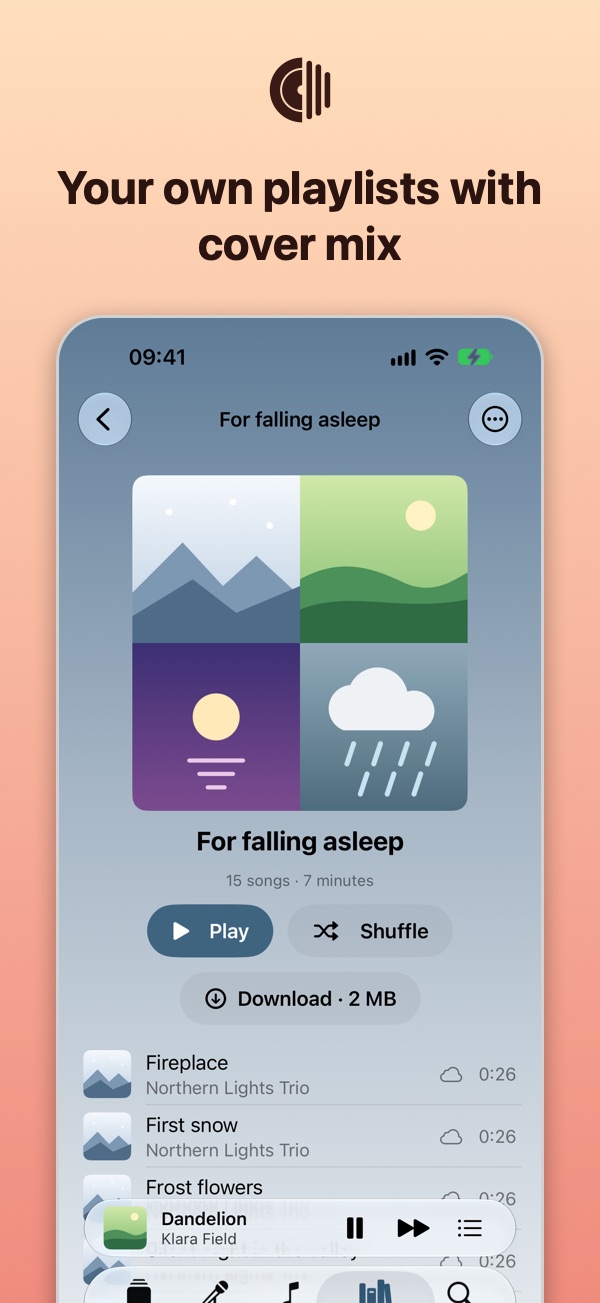 Your own playlists with
cover mix
09:41
For falling asleep
For falling asleep
15 songs · 7 minutes
Play
Shuffle
Download · 2 MB
Fireplace
Northern Lights Trio
0:26
First snow
Northern Lights Trio
0:26
Frost flowers
0:26
Dandelion
Klara Field
0:26